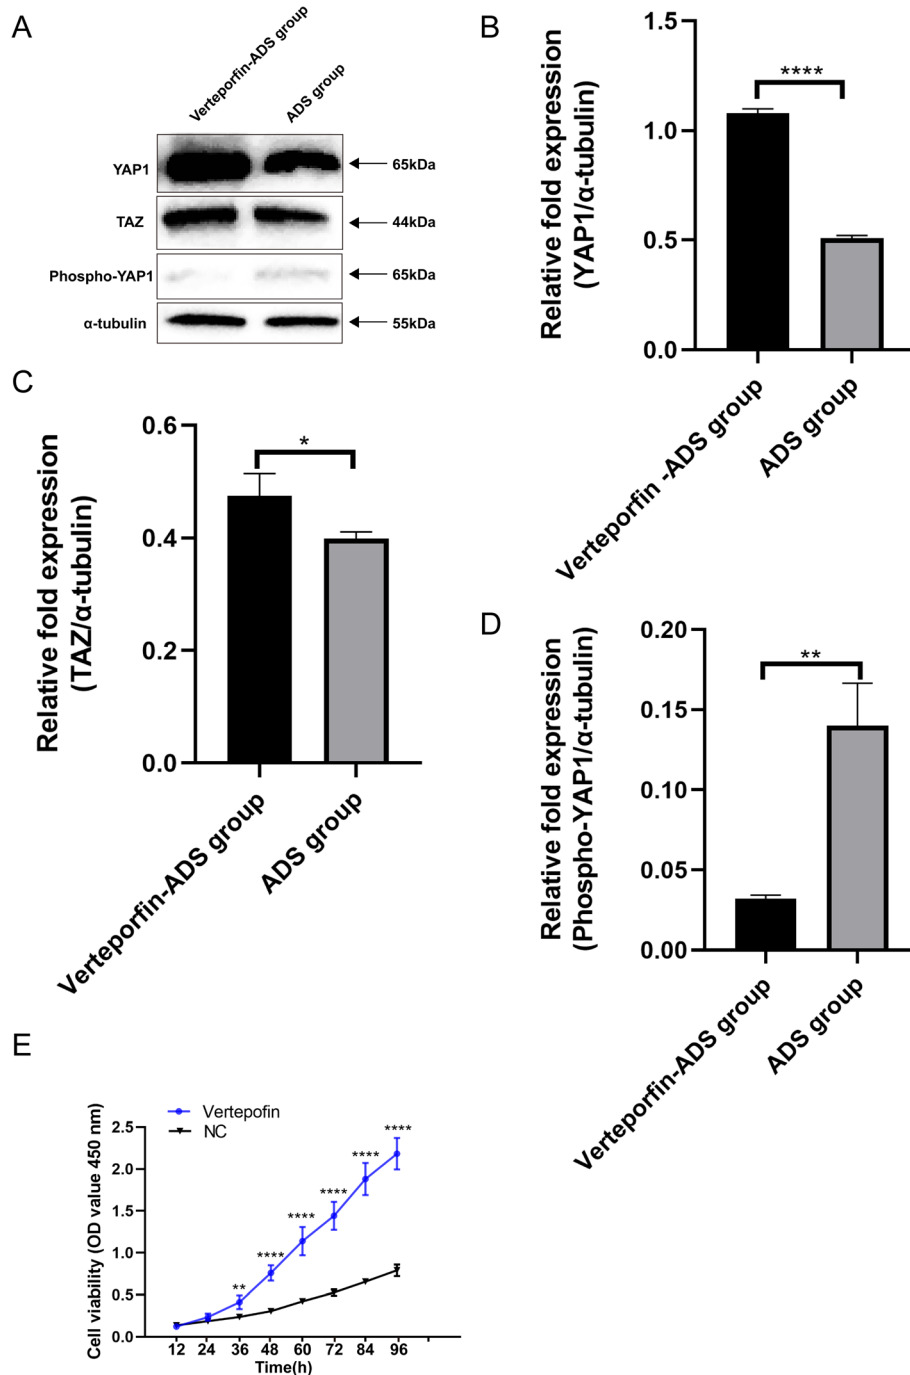 A
Verteporfin-ADS group
ADS group
YAP1
65kDa
TAZ
44kDa
Phospho-YAP1
65kDa
α-tubulin
55kDa
B
Relative fold expression
(YAP1/α-tubulin)
1.5
1.0
0.5
0.0
****
Verteporfin -ADS group
ADS group
C
Relative fold expression
(TAZ/α-tubulin)
0.6
0.4
0.2
0.0
*
Verteporfin-ADS group
ADS group
D
Relative fold expression
(Phospho-YAP1/α-tubulin)
0.20
0.15
0.10
0.05
0.00
**
Verteporfin-ADS group
ADS group
E
Vertepofin
NC
Cell viability (OD value 450 nm)
2.5
2.0
1.5
1.0
0.5
0.0
** **** **** **** **** ****
12 24 36 48 60 72 84 96
Time(h)